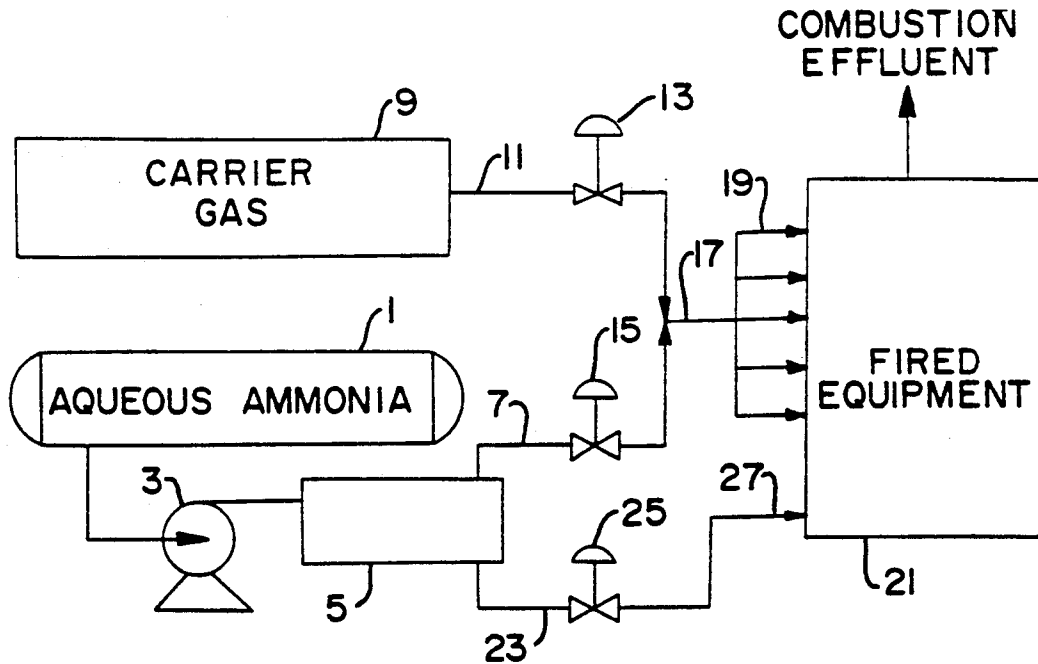 COMBUSTION
EFFLUENT
9
13
CARRIER
GAS
11
19
17
1
15
AQUEOUS AMMONIA
FIRED
EQUIPMENT
7
3
25
27
5
23
21